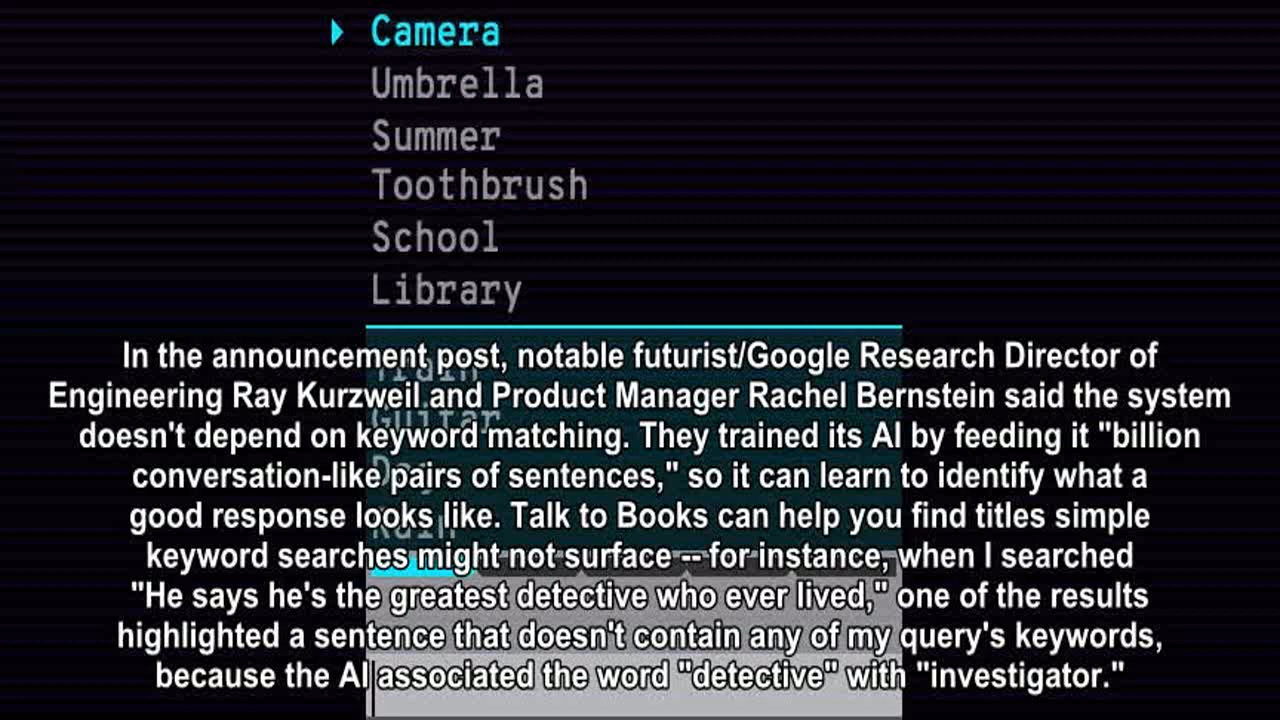 Camera
Umbrella
Summer
Toothbrush
School
Library
Train
Guitar
Dog
Rain
In the announcement post, notable futurist/Google Research Director of
Engineering Ray Kurzweil and Product Manager Rachel Bernstein said the system
doesn't depend on keyword matching. They trained its AI by feeding it "billion
conversation-like pairs of sentences," so it can learn to identify what a
good response looks like. Talk to Books can help you find titles simple
keyword searches might not surface -- for instance, when I searched
"He says he's the greatest detective who ever lived," one of the results
highlighted a sentence that doesn't contain any of my query's keywords,
because the AI associated the word "detective" with "investigator."